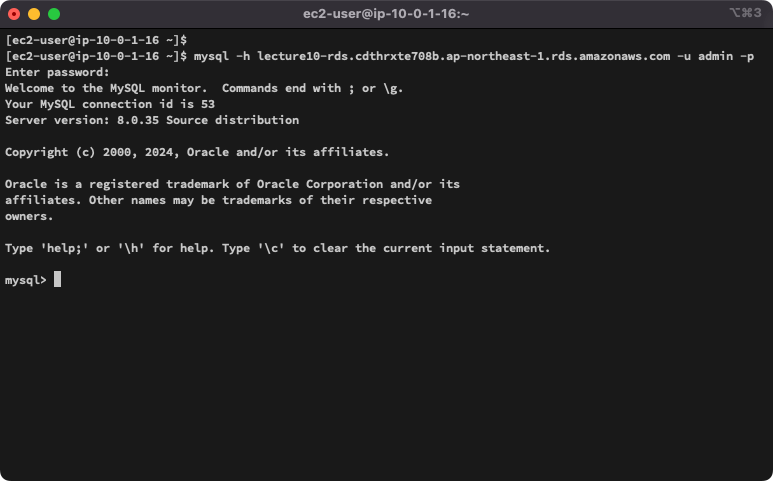 ec2-user@ip-10-0-1-16:~
⌥⌘3
[ec2-user@ip-10-0-1-16 ~]$
[ec2-user@ip-10-0-1-16 ~]$ mysql -h lecture10-rds.cdthrxte708b.ap-northeast-1.rds.amazonaws.com -u admin -p
Enter password:
Welcome to the MySQL monitor.  Commands end with ; or \g.
Your MySQL connection id is 53
Server version: 8.0.35 Source distribution

Copyright (c) 2000, 2024, Oracle and/or its affiliates.

Oracle is a registered trademark of Oracle Corporation and/or its
affiliates. Other names may be trademarks of their respective
owners.

Type 'help;' or '\h' for help. Type '\c' to clear the current input statement.

mysql>